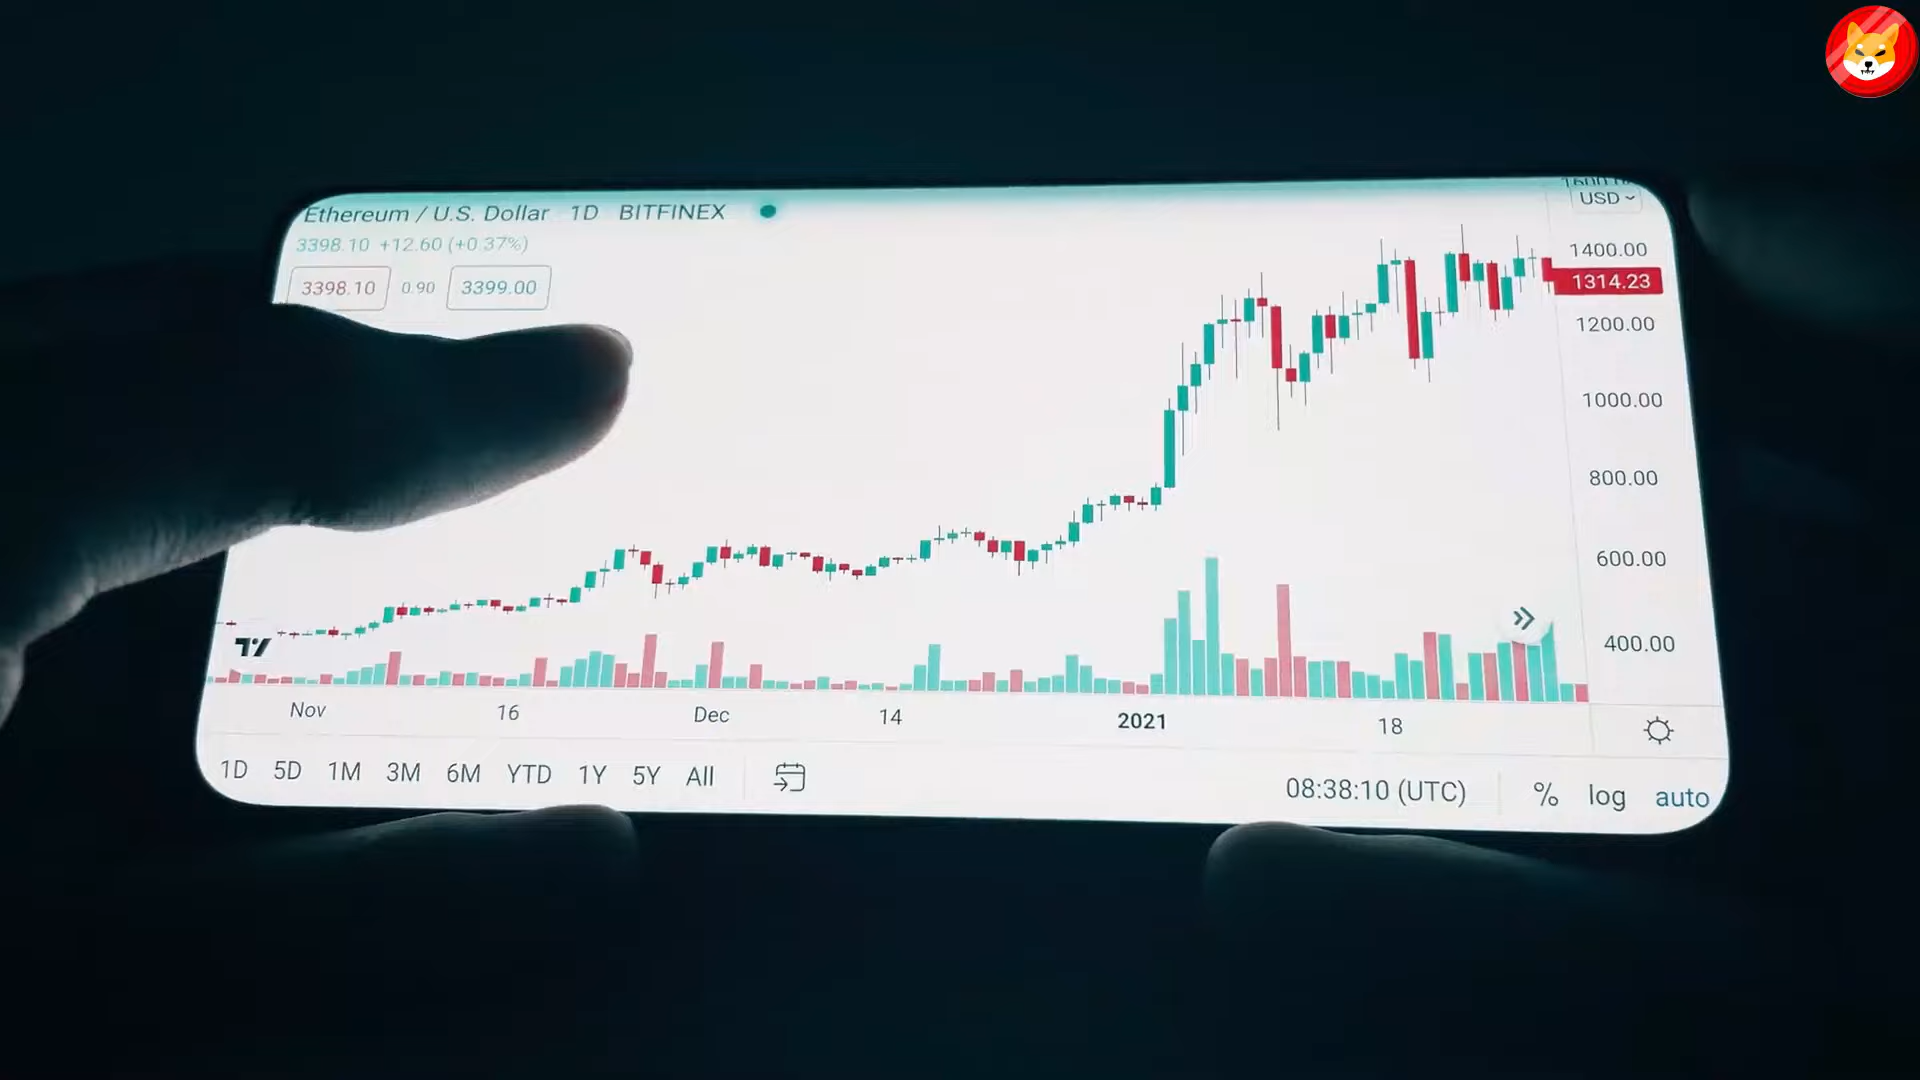 Ethereum / U.S. Dollar 1D BITFINEX
3398.10 +12.60 (+0.37%)
3398.10 0.90 3399.00
USD
1400.00
1314.23
1200.00
1000.00
800.00
600.00
400.00
Nov 16 Dec 14 2021 18
1D 5D 1M 3M 6M YTD 1Y 5Y All
08:38:10 (UTC) % log auto